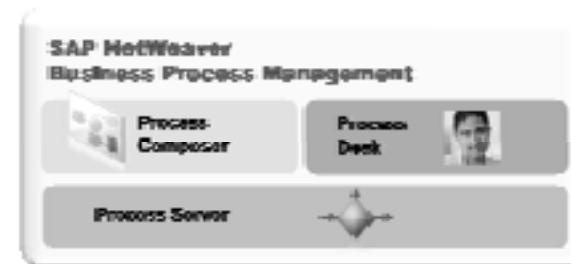 SAP NetWeaver
Business Process Management
Process
Composer
Process
Desk
Process Server